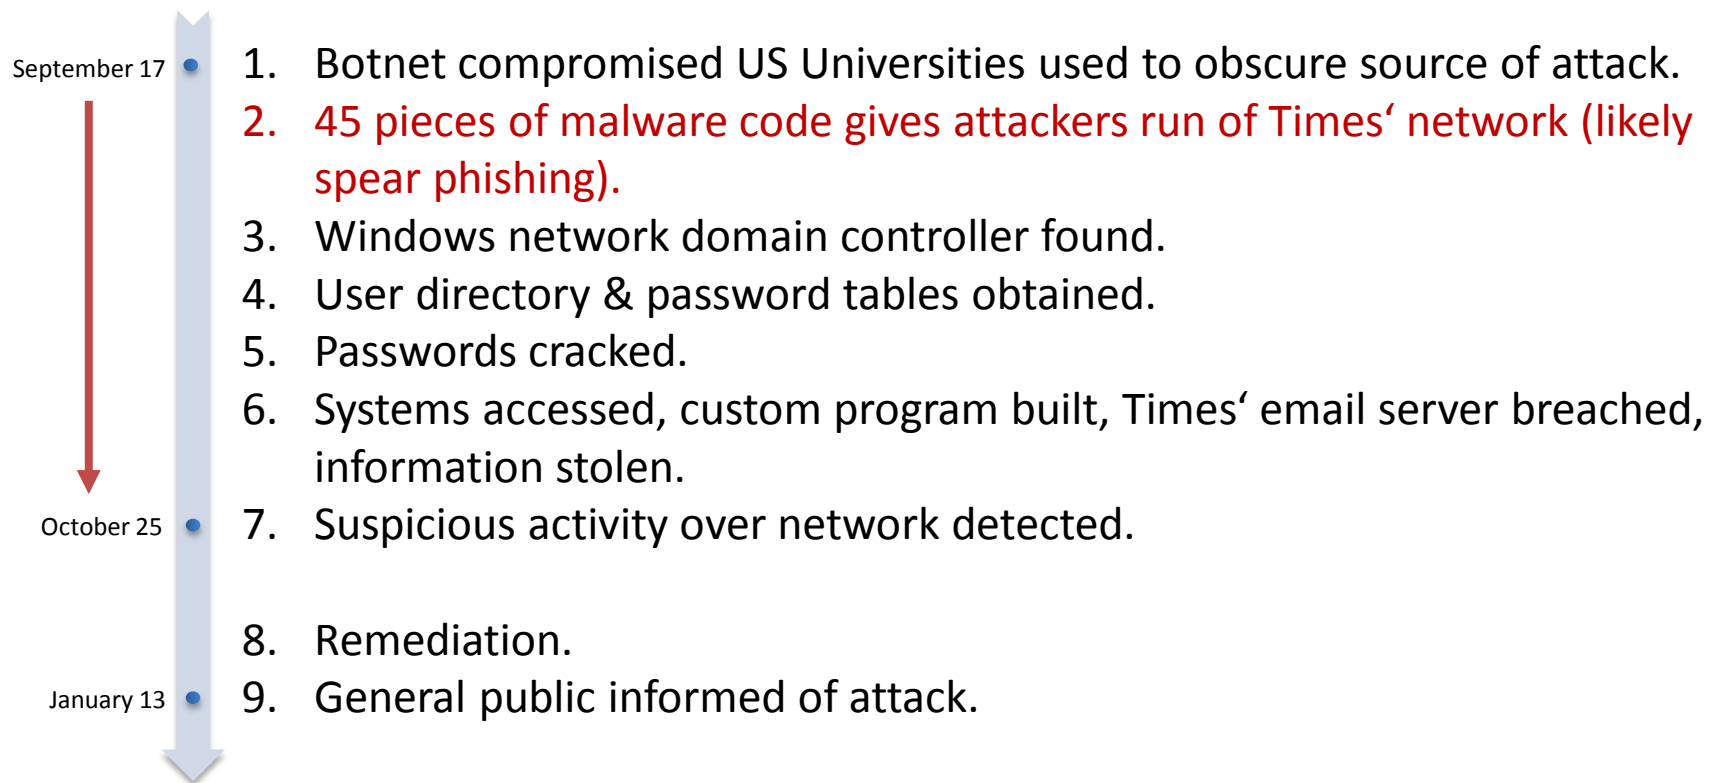 September 17
1. Botnet compromised US Universities used to obscure source of attack.
2. 45 pieces of malware code gives attackers run of Times‘ network (likely
spear phishing).
3. Windows network domain controller found.
4. User directory & password tables obtained.
5. Passwords cracked.
6. Systems accessed, custom program built, Times‘ email server breached,
information stolen.
October 25
7. Suspicious activity over network detected.
8. Remediation.
January 13
9. General public informed of attack.